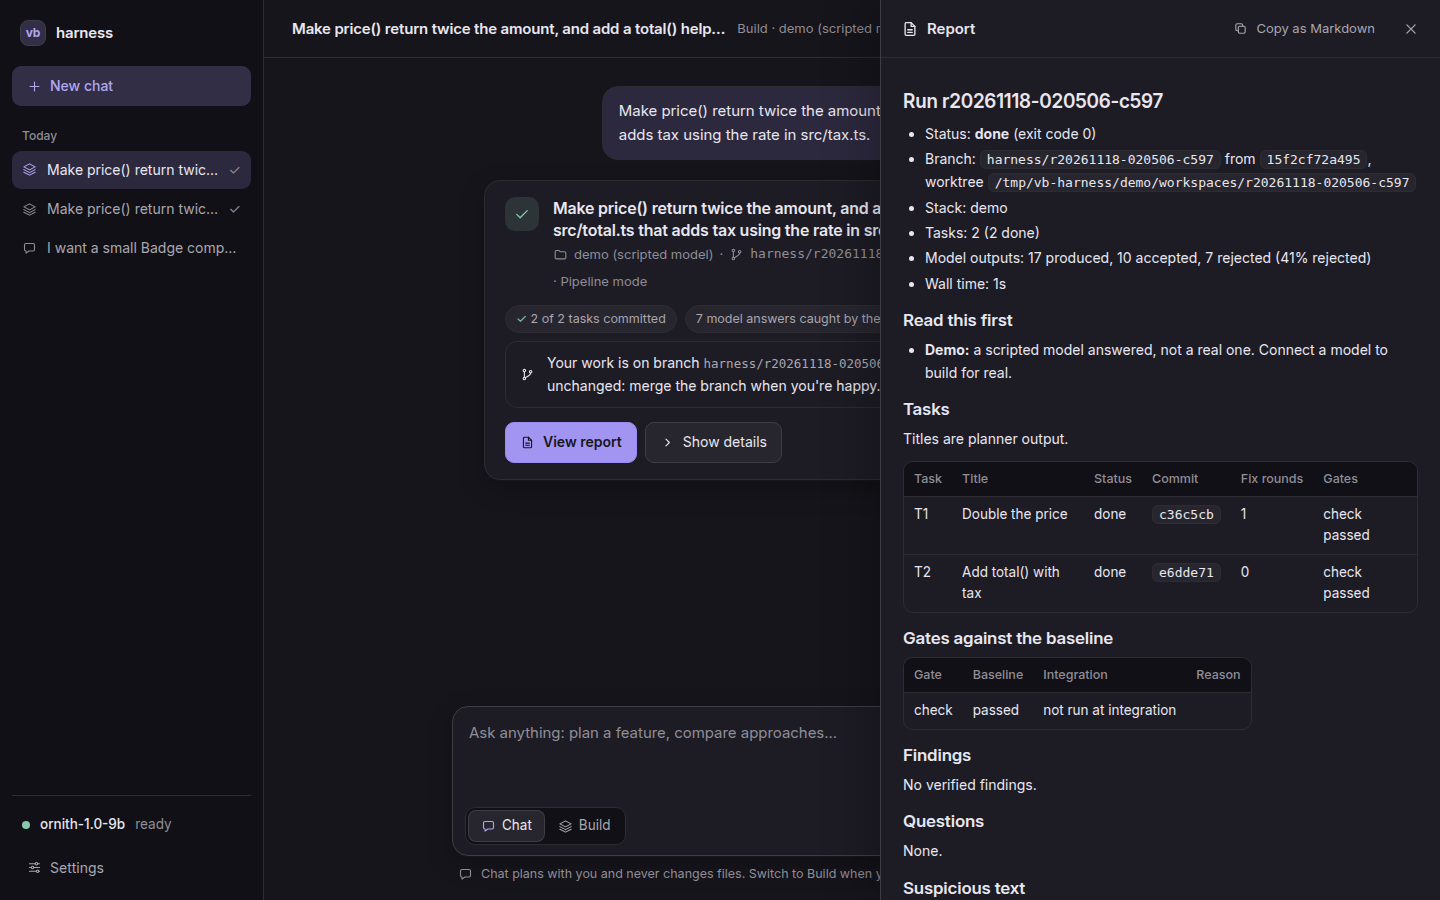 vb harness
New chat
Today
Make price() return twic...
Make price() return twic...
I want a small Badge comp...
ornith-1.0-9b ready
Settings
Make price() return twice the amount, and add a total() help... Build · demo (scripted
Make price() return twice the amount
adds tax using the rate in src/tax.ts.
Make price() return twice the amount, and a
src/total.ts that adds tax using the rate in
demo (scripted model) · harness/r20261118
· Pipeline mode
2 of 2 tasks committed
7 model answers caught by the
Your work is on branch harness/r20261118-020506
unchanged: merge the branch when you're happy.
View report
Show details
Ask anything: plan a feature, compare approaches...
Chat
Build
Chat plans with you and never changes files. Switch to Build when
Report
Copy as Markdown
Run r20261118-020506-c597
• Status: done (exit code 0)
• Branch: harness/r20261118-020506-c597 from 15f2cf72a495,
worktree /tmp/vb-harness/demo/workspaces/r20261118-020506-c597
• Stack: demo
• Tasks: 2 (2 done)
• Model outputs: 17 produced, 10 accepted, 7 rejected (41% rejected)
• Wall time: 1s
Read this first
• Demo: a scripted model answered, not a real one. Connect a model to
build for real.
Tasks
Titles are planner output.
Task Title Status Commit Fix rounds Gates
T1 Double the price done c36c5cb 1 check
passed
T2 Add total() with done e6dde71 0 check
tax passed
Gates against the baseline
Gate Baseline Integration Reason
check passed not run at integration
Findings
No verified findings.
Questions
None.
Suspicious text